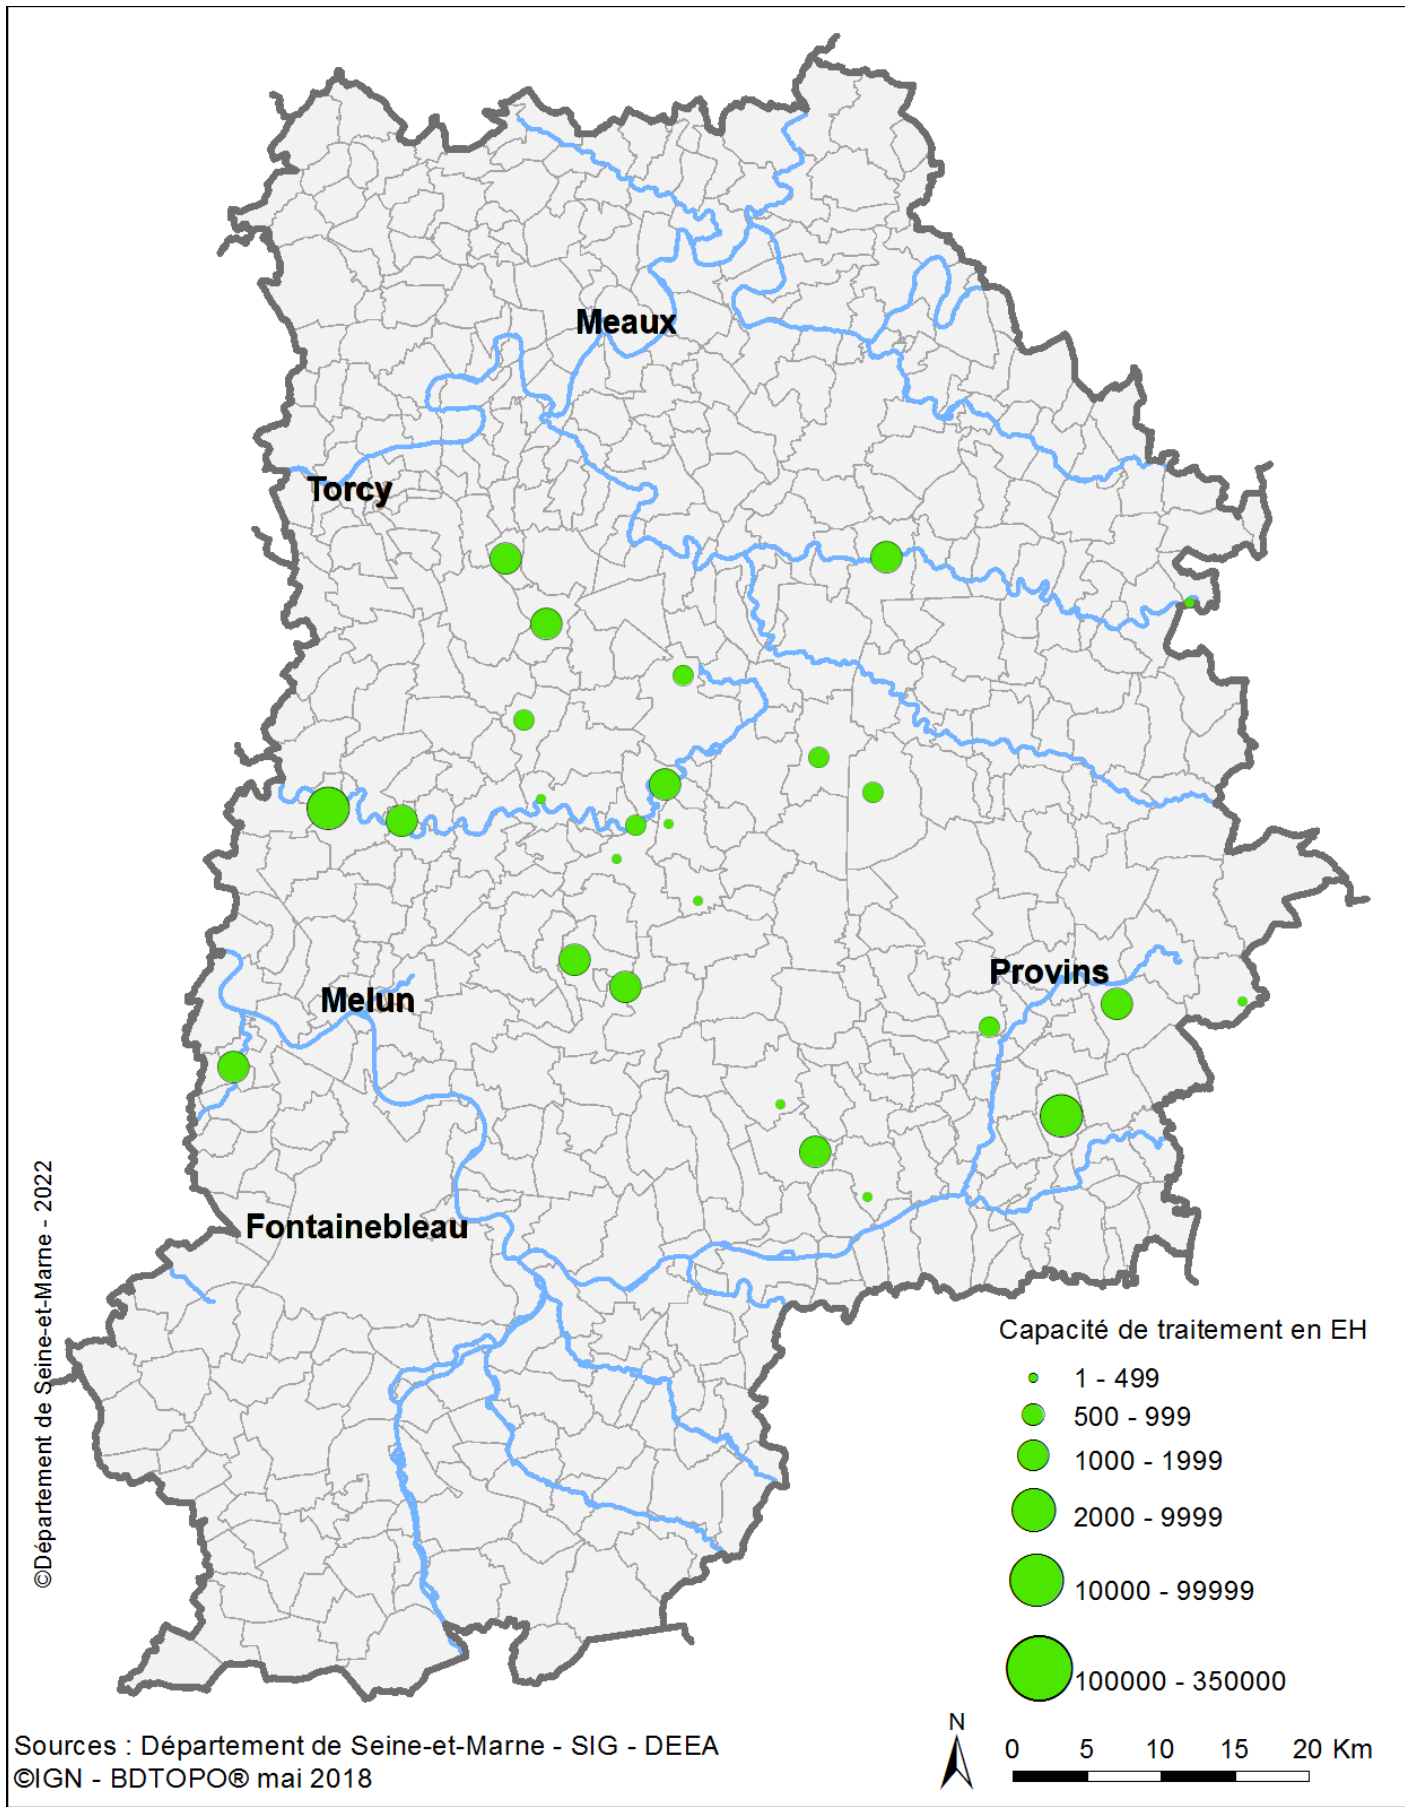 Meaux
Torcy
Provins
Melun
Fontainebleau
©Département de Seine-et-Marne - 2022
Capacité de traitement en EH
1 - 499
500 - 999
1000 - 1999
2000 - 9999
10000 - 99999
100000 - 350000
N
0 5 10 15 20 Km
Sources : Département de Seine-et-Marne - SIG - DEEA
©IGN - BDTOPO® mai 2018